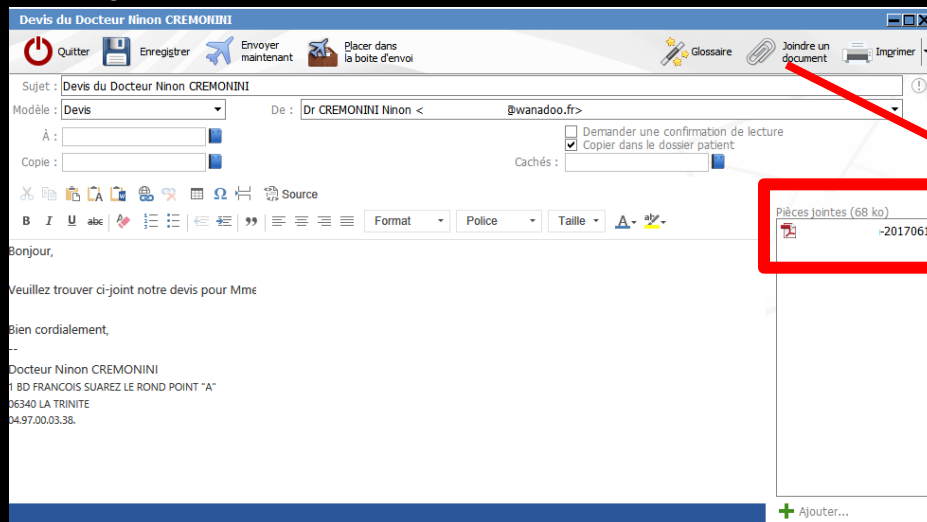 Devis du Docteur Ninon CREMONINI
Quitter Enregistrer Envoyer maintenant Placer dans la boite d'envoi Glossaire Joindre un document Imprimer
Sujet : Devis du Docteur Ninon CREMONINI
Modèle : Devis De : Dr CREMONINI Ninon < @wanadoo.fr>
À : Demander une confirmation de lecture
Copier dans le dossier patient
Copie : Cachés :
Source
B I U abc Format Police Taille A ab
Pièces jointes (68 ko)
-2017061
Bonjour,
Veuillez trouver ci-joint notre devis pour Mme
Bien cordialement,
--
Docteur Ninon CREMONINI
1 BD FRANCOIS SUAREZ LE ROND POINT "A"
06340 LA TRINITE
04.97.00.03.38.
Ajouter...